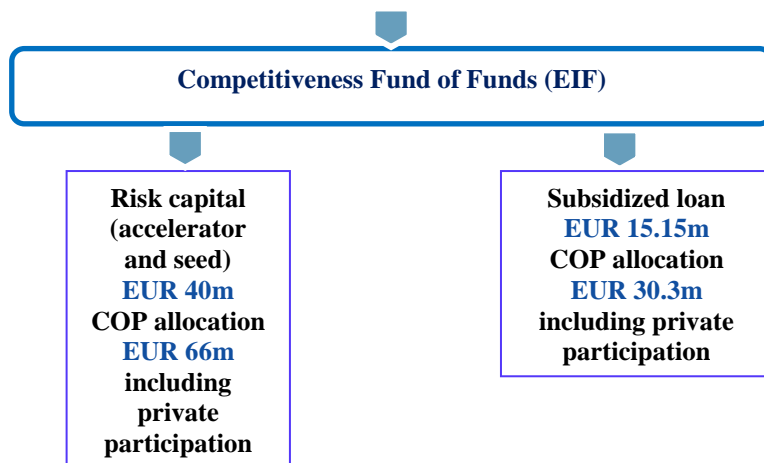 Competitiveness Fund of Funds (EIF)
Risk capital
(accelerator
and seed)
EUR 40m
COP allocation
EUR 66m
including
private
participation
Subsidized loan
EUR 15.15m
COP allocation
EUR 30.3m
including private
participation